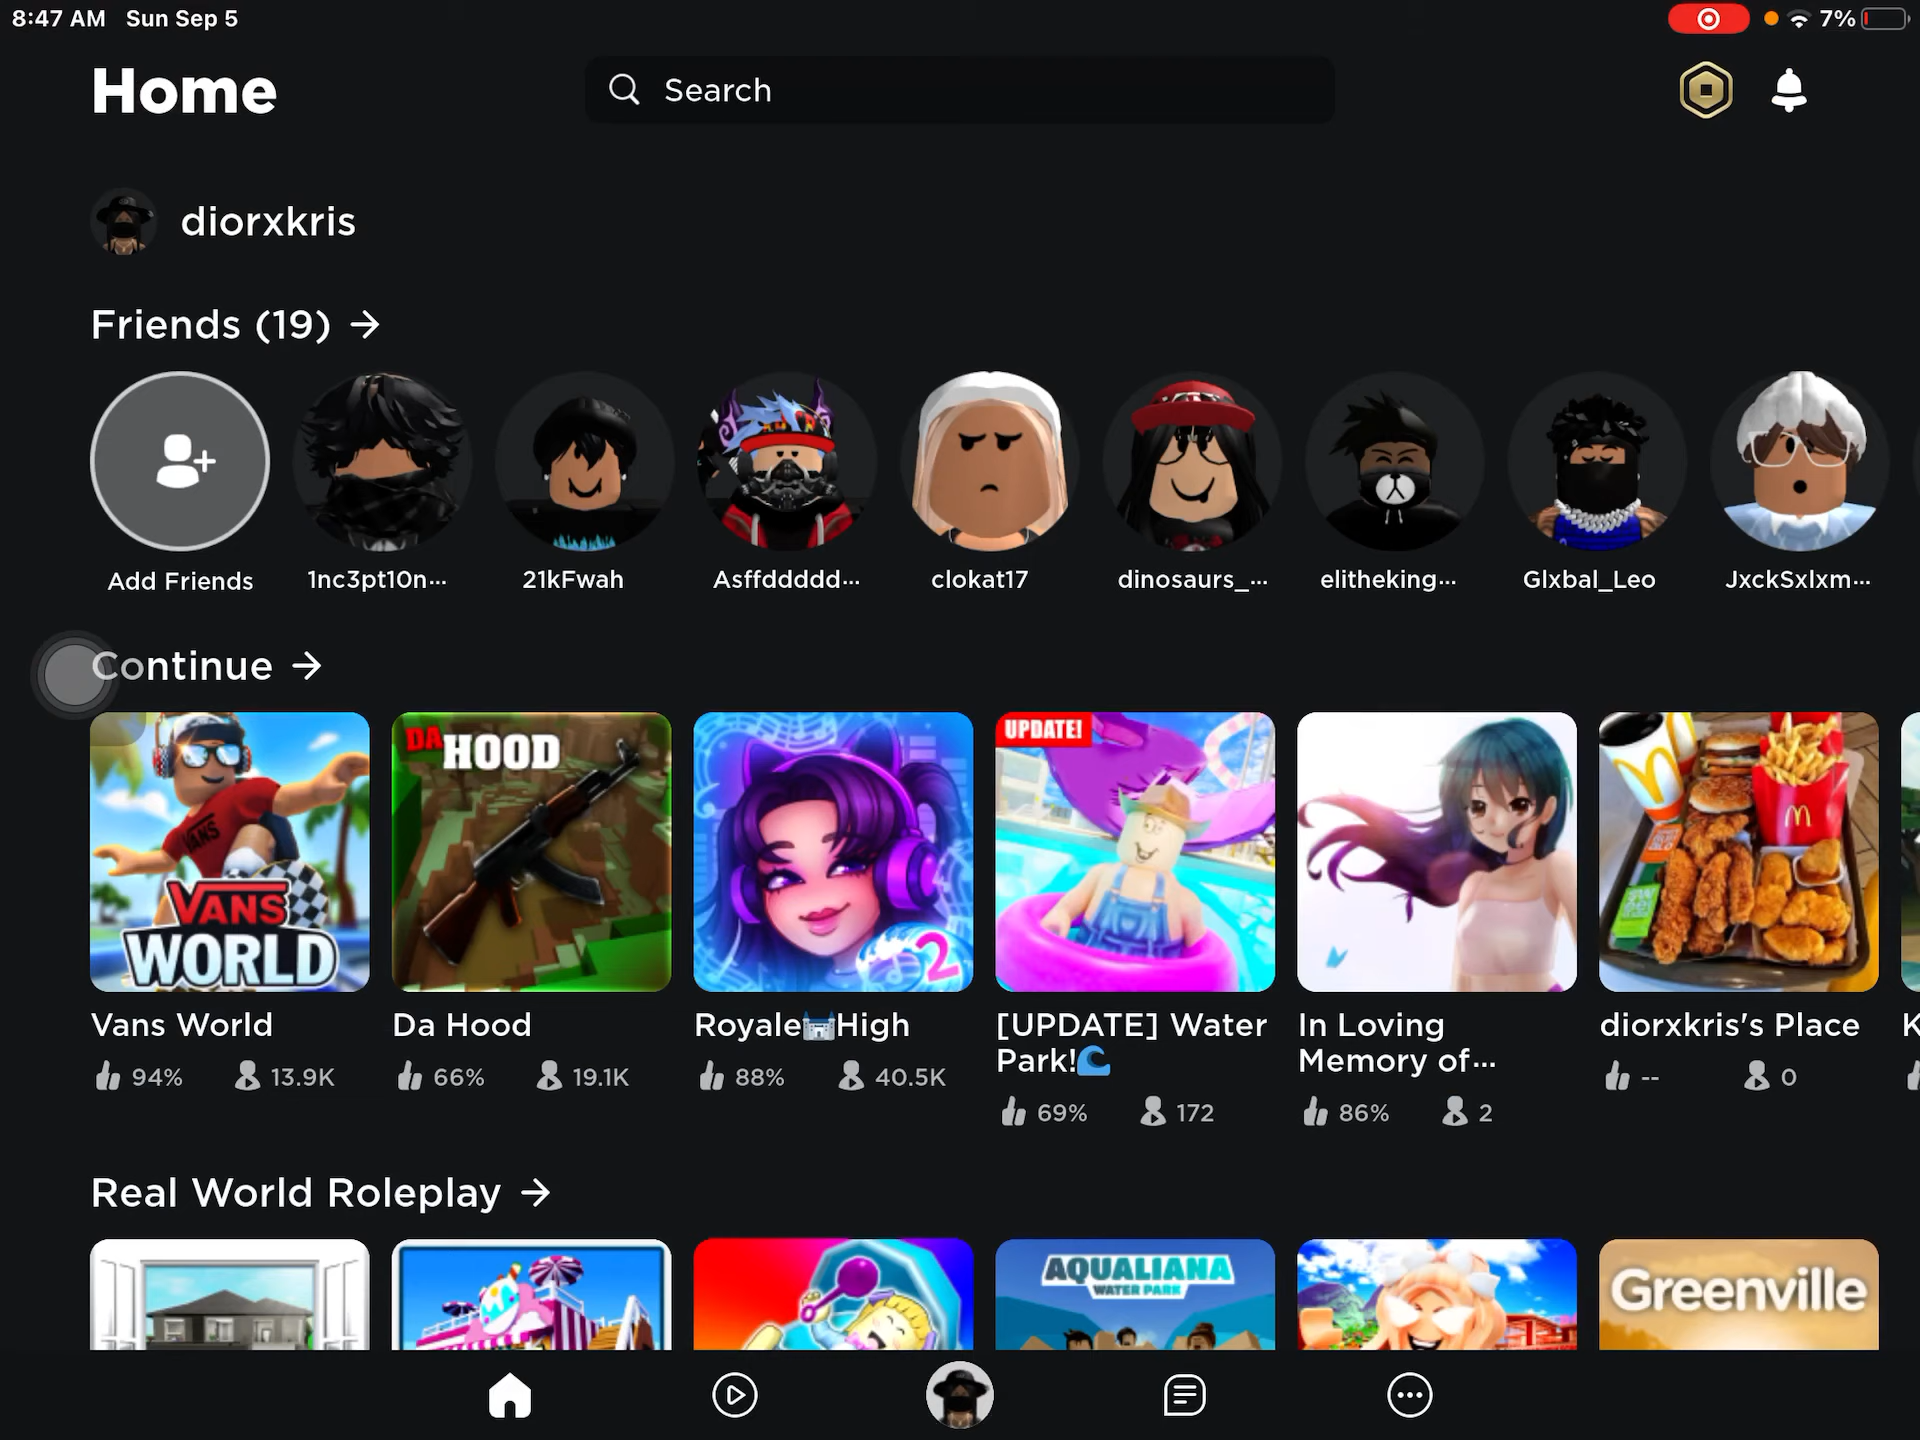 8:47 AM Sun Sep 5 7%
Home
Search
diorxkris
Friends (19) →
Add Friends 1nc3pt10n… 21kFwah Asffddddd… clokat17 dinosaurs_… elitheking… Glxbal_Leo JxckSxlxm…
Continue →
VANS
VANS
WORLD
DA HOOD
2
UPDATE!
Vans World
94% 13.9K
Da Hood
66% 19.1K
Royale🏰High
88% 40.5K
[UPDATE] Water
Park!🌊
69% 172
In Loving
Memory of…
86% 2
diorxkris's Place
-- 0
K
Real World Roleplay →
AQUALIANA
WATER PARK
Greenville